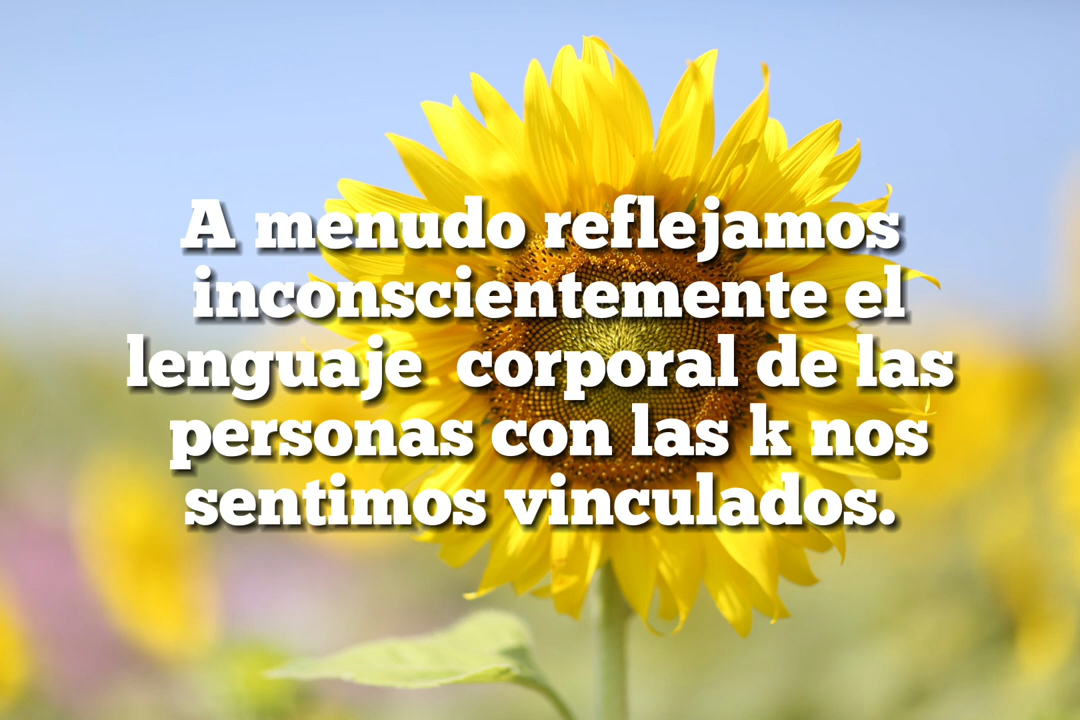 A menudo reflejamos
inconscientemente el
lenguaje  corporal de las
personas con las k nos
sentimos vinculados.